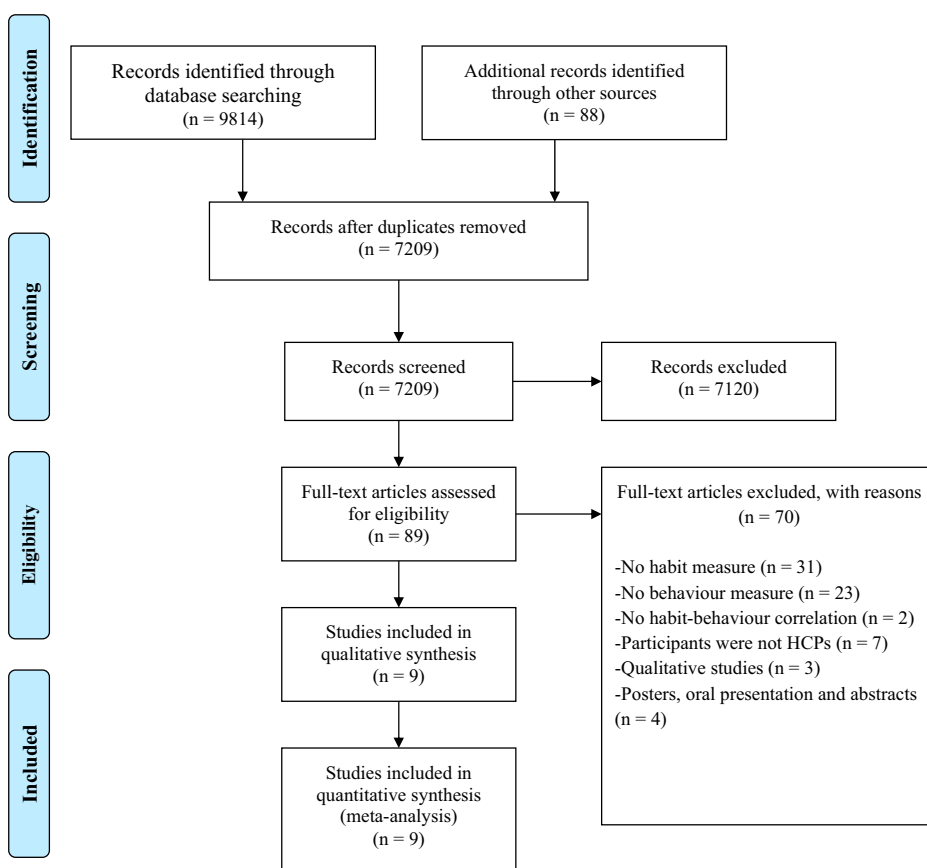 Identification
Records identified through
database searching
(n = 9814)
Additional records identified
through other sources
(n = 88)
Records after duplicates removed
(n = 7209)
Screening
Records screened
(n = 7209)
Records excluded
(n = 7120)
Eligibility
Full-text articles assessed
for eligibility
(n = 89)
Full-text articles excluded, with reasons
(n = 70)
-No habit measure (n = 31)
-No behaviour measure (n = 23)
-No habit-behaviour correlation (n = 2)
-Participants were not HCPs (n = 7)
-Qualitative studies (n = 3)
-Posters, oral presentation and abstracts
(n = 4)
Studies included in
qualitative synthesis
(n = 9)
Included
Studies included in
quantitative synthesis
(meta-analysis)
(n = 9)